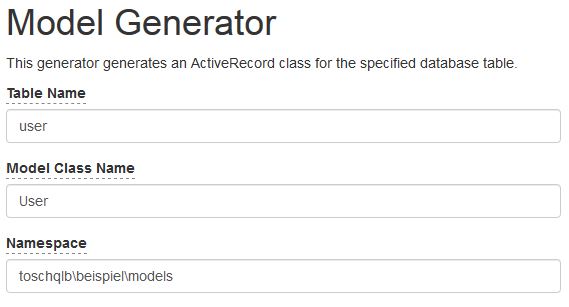 Model Generator
This generator generates an ActiveRecord class for the specified database table.
Table Name
user
Model Class Name
User
Namespace
toschqlb\beispiel\models